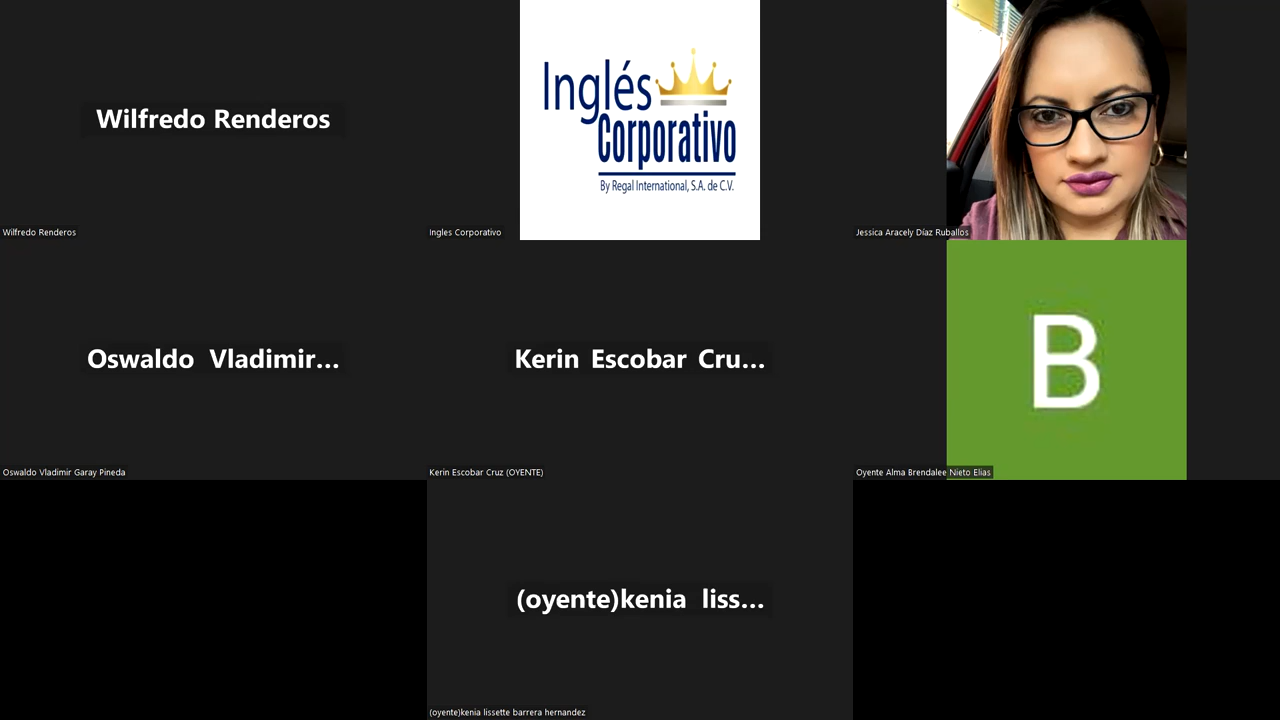 Wilfredo Renderos
Wilfredo Renderos
Inglés
Corporativo
By Regal International, S.A. de C.V.
Ingles Corporativo
Jessica Aracely Díaz Ruballos
Oswaldo Vladimir...
Oswaldo Vladimir Garay Pineda
Kerin Escobar Cru...
Kerin Escobar Cruz (OYENTE)
B
Oyente Alma Brendalee Nieto Elias
(oyente)kenia liss...
(oyente)kenia lissette barrera hernandez